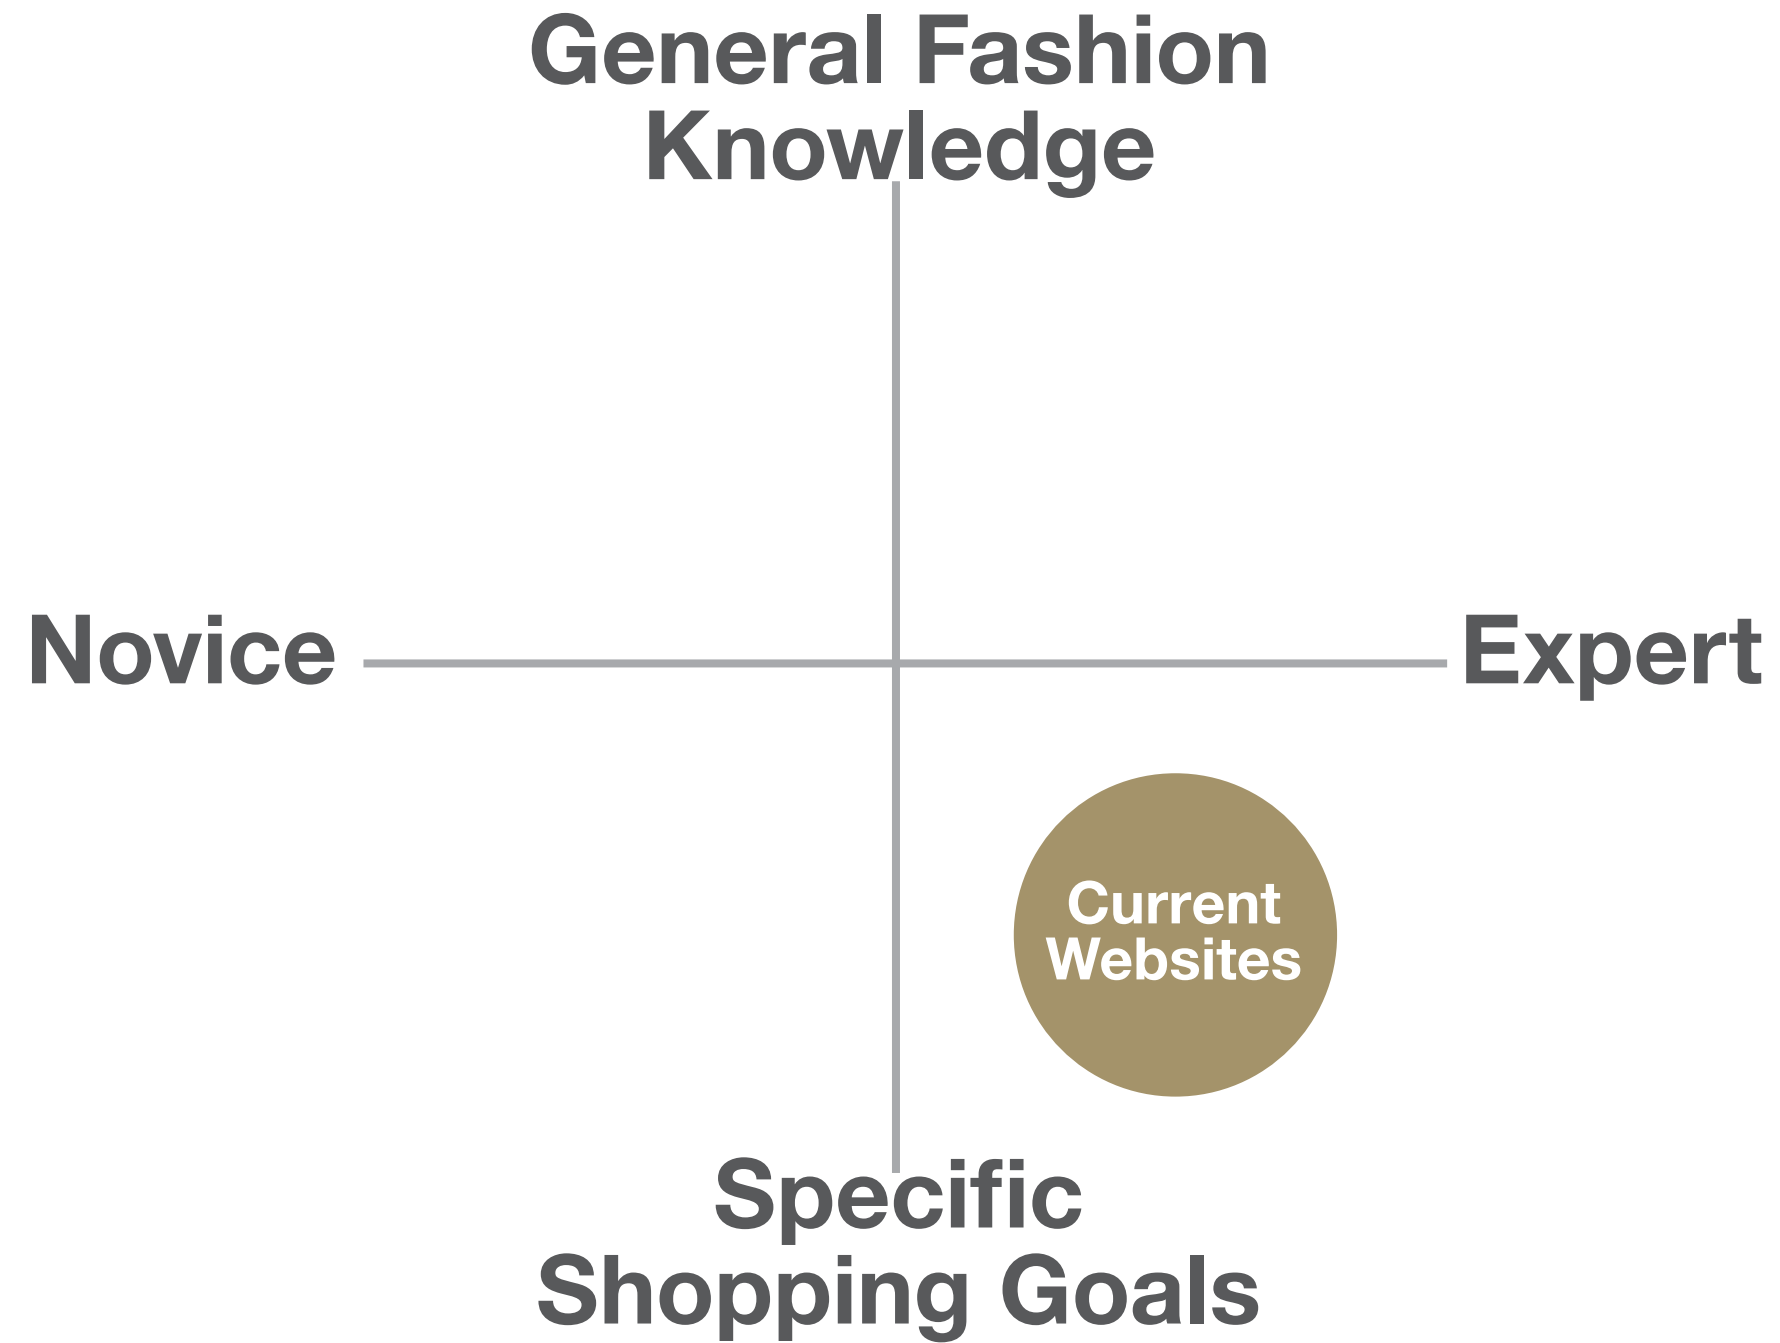 General Fashion
Knowledge
Novice
Expert
Current
Websites
Specific
Shopping Goals